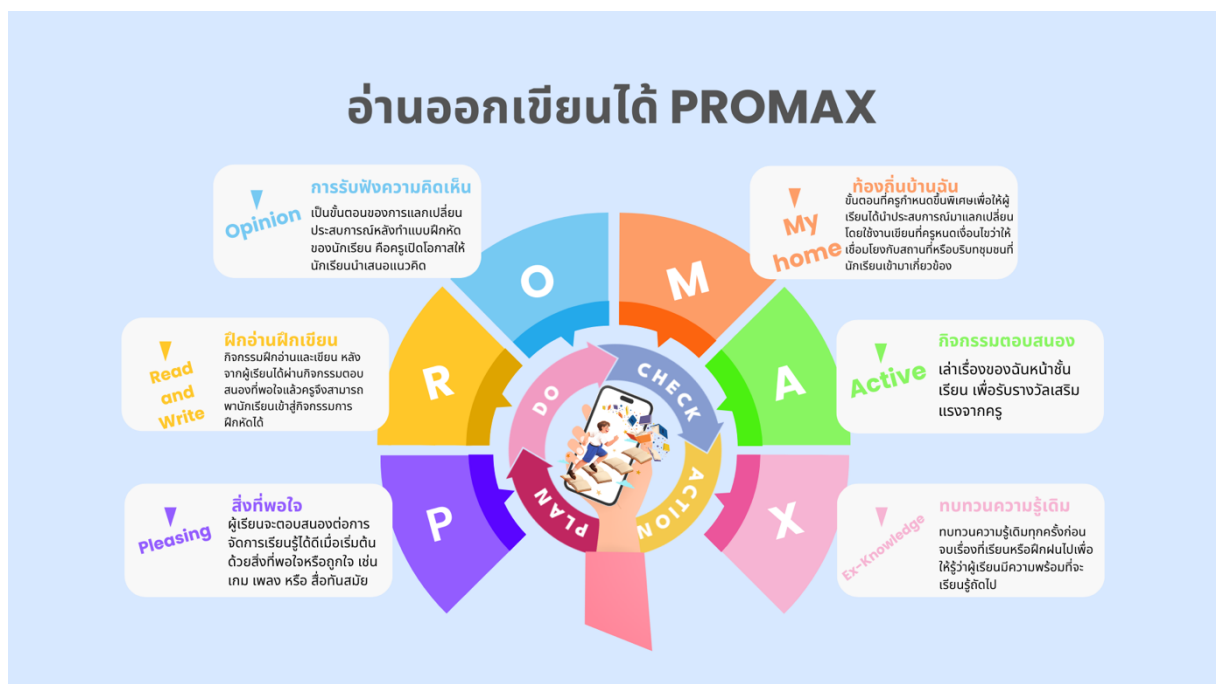 อ่านออกเขียนได้ PROMAX
Opinion
การรับฟังความคิดเห็น
เป็นขั้นตอนของการแลกเปลี่ยน
ประสบการณ์หลังทำแบบฝึกหัด
ของนักเรียน คือครูเปิดโอกาสให้
นักเรียนนำเสนอแนวคิด
My
home
ท้องถิ่นบ้านฉัน
ขั้นตอนที่ครูกำหนดขึ้นพิเศษเพื่อให้ผู้
เรียนได้นำประสบการณ์มาแลกเปลี่ยน
โดยใช้งานเขียนที่ครูหนดเงื่อนไขว่าให้
เชื่อมโยงกับสถานที่หรือบริบทชุมชนที่
นักเรียนเข้ามาเกี่ยวข้อง
Read
and
Write
ฝึกอ่านฝึกเขียน
กิจกรรมฝึกอ่านและเขียน หลัง
จากผู้เรียนได้ผ่านกิจกรรมตอบ
สนองที่พอใจแล้วครูจึงสามารถ
พานักเรียนเข้าสู่กิจกรรมการ
ฝึกหัดได้
Active
กิจกรรมตอบสนอง
เล่าเรื่องของฉันหน้าชั้น
เรียน เพื่อรับรางวัลเสริม
แรงจากครู
Pleasing
สิ่งที่พอใจ
ผู้เรียนจะตอบสนองต่อการ
จัดการเรียนรู้ได้ดีเมื่อเริ่มต้น
ด้วยสิ่งที่พอใจหรือถูกใจ เช่น
เกม เพลง หรือ สื่อทันสมัย
Ex-Knowledge
ทบทวนความรู้เดิม
ทบทวนความรู้เดิมทุกครั้งก่อน
จบเรื่องที่เรียนหรือฝึกฝนไปเพื่อ
ให้รู้ว่าผู้เรียนมีความพร้อมที่จะ
เรียนรู้ถัดไป
P
R
O
M
A
X
PLAN
DO
CHECK
ACTION